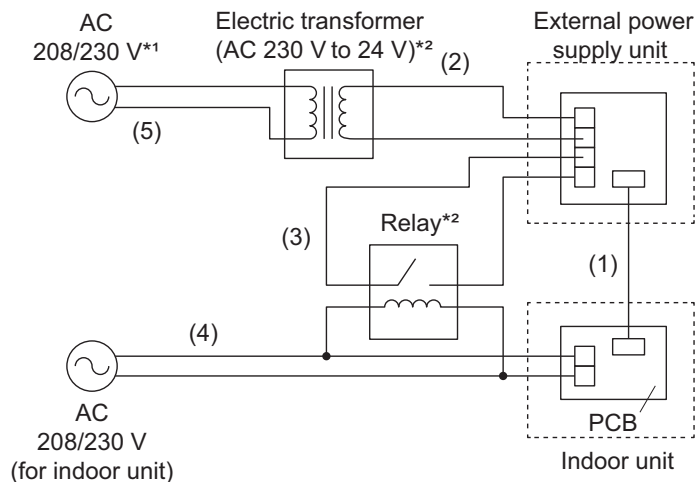 AC
208/230 V*¹
Electric transformer
(AC 230 V to 24 V)*²
External power
supply unit
(2)
(5)
(3)
Relay*²
(1)
(4)
AC
208/230 V
(for indoor unit)
PCB
Indoor unit